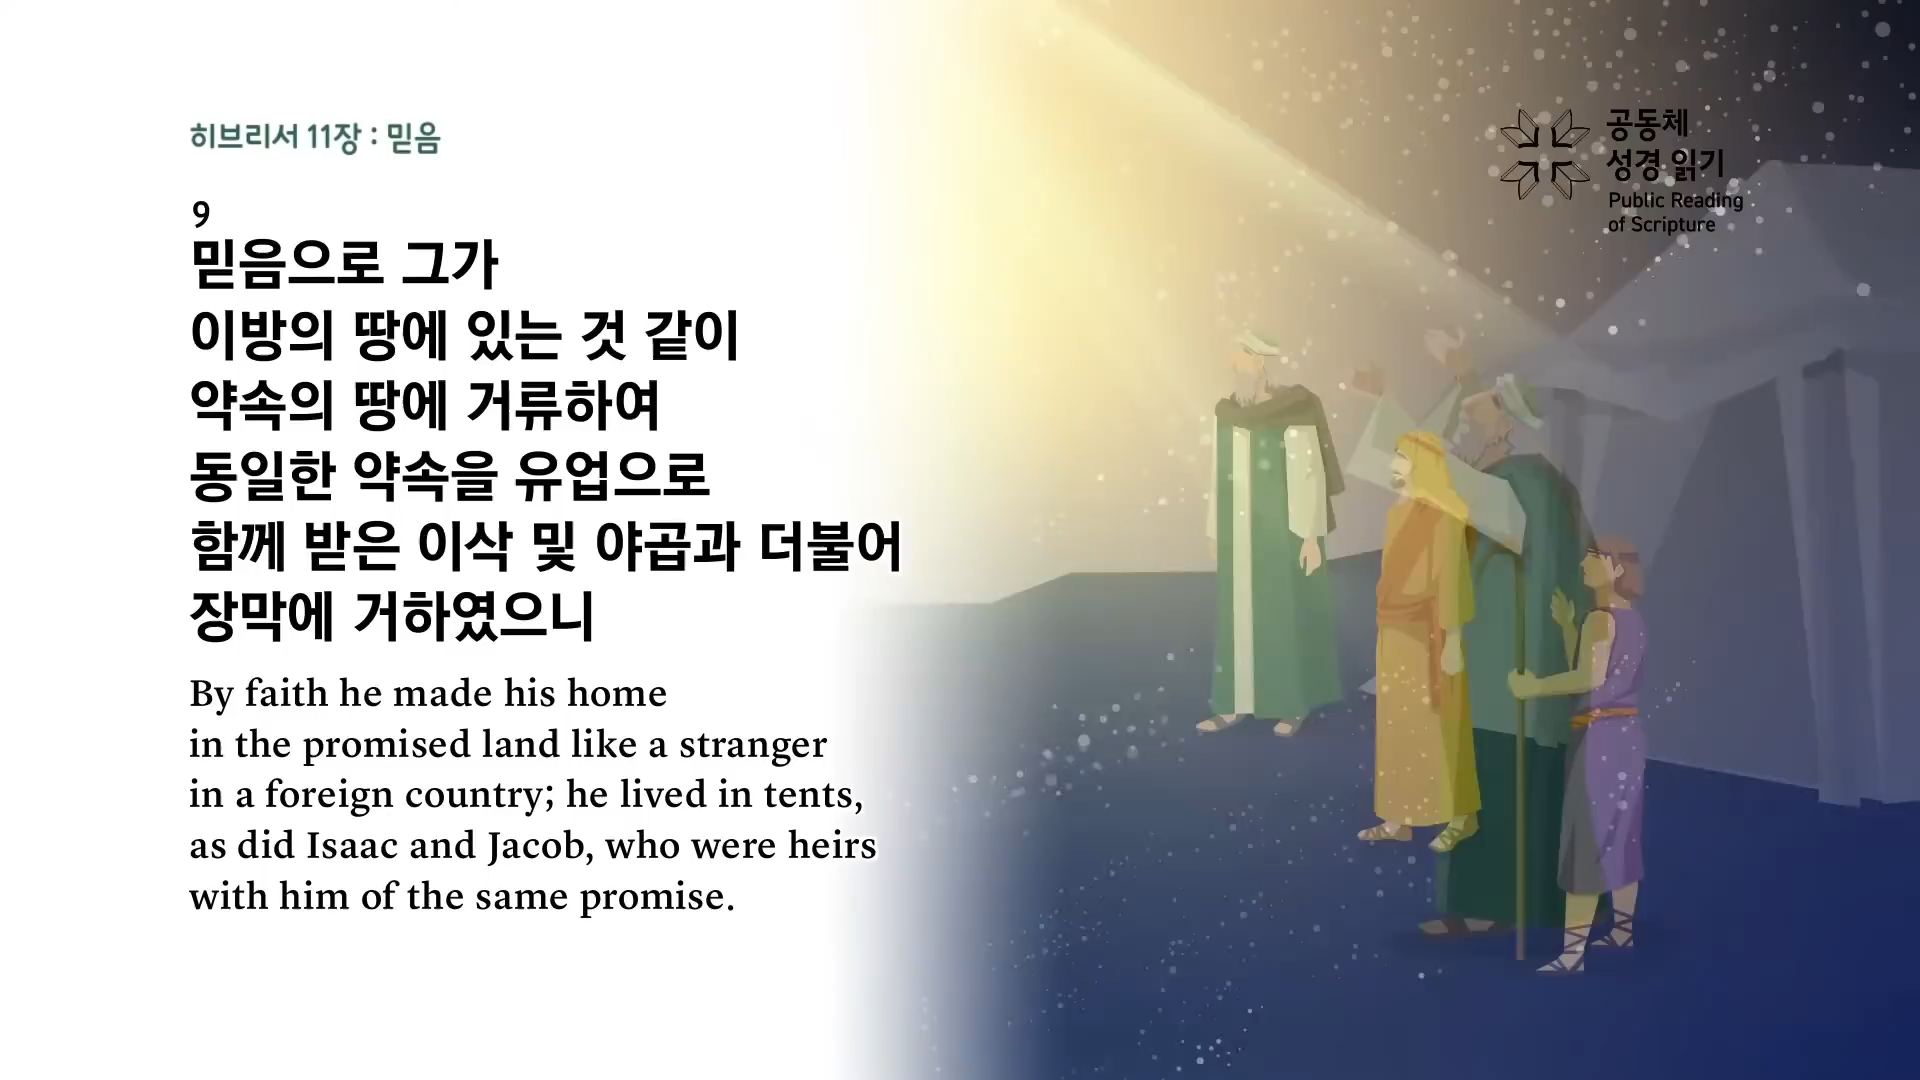 히브리서 11장 : 믿음
공동체
성경 읽기
Public Reading
of Scripture
9
믿음으로 그가
이방의 땅에 있는 것 같이
약속의 땅에 거류하여
동일한 약속을 유업으로
함께 받은 이삭 및 야곱과 더불어
장막에 거하였으니
By faith he made his home
in the promised land like a stranger
in a foreign country; he lived in tents,
as did Isaac and Jacob, who were heirs
with him of the same promise.